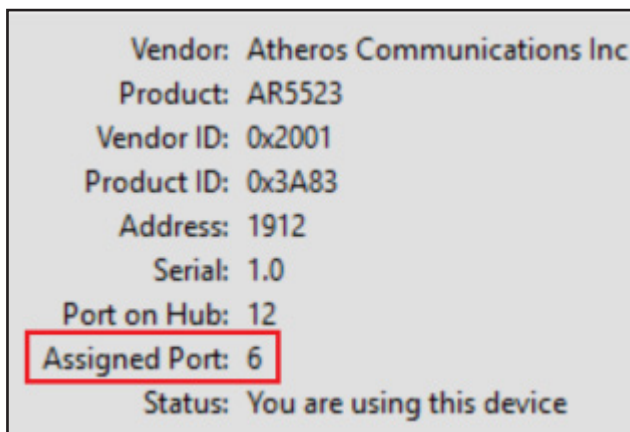 Vendor: Atheros Communications Inc
Product: AR5523
Vendor ID: 0x2001
Product ID: 0x3A83
Address: 1912
Serial: 1.0
Port on Hub: 12
Assigned Port: 6
Status: You are using this device